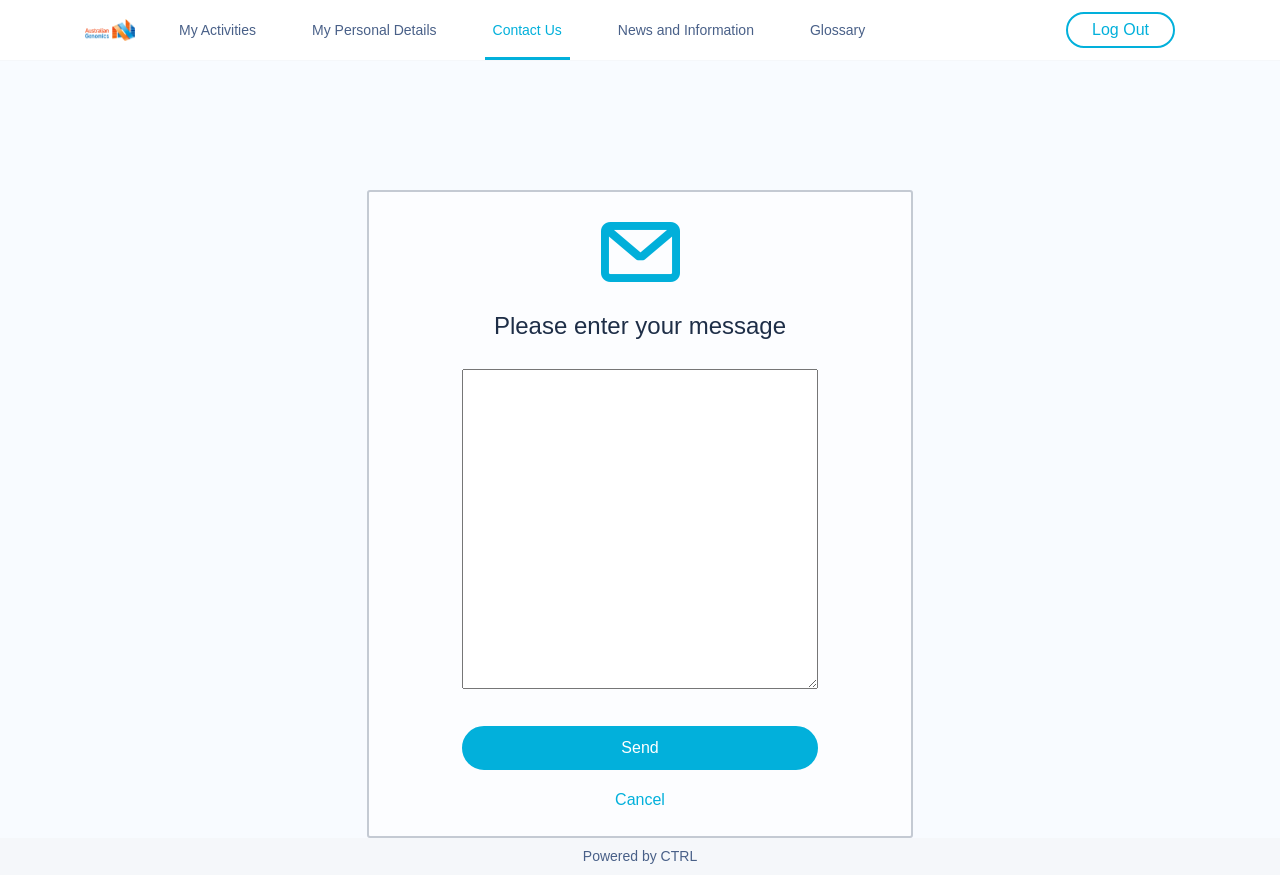 Australian Genomics
My Activities
My Personal Details
Contact Us
News and Information
Glossary
Log Out
Please enter your message
Send
Cancel
Powered by CTRL